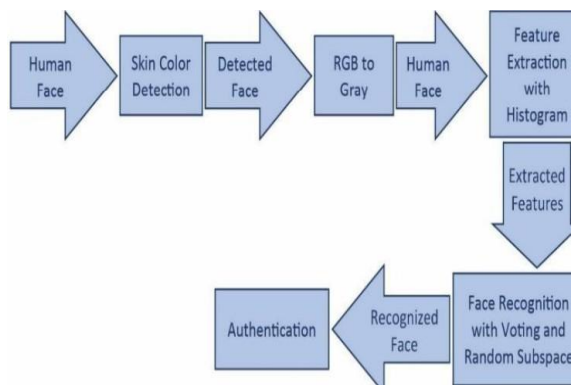 Human
Face
Skin Color
Detection
Detected
Face
RGB to
Gray
Human
Face
Feature
Extraction
with
Histogram
Extracted
Features
Face Recognition
with Voting and
Random Subspace
Recognized
Face
Authentication